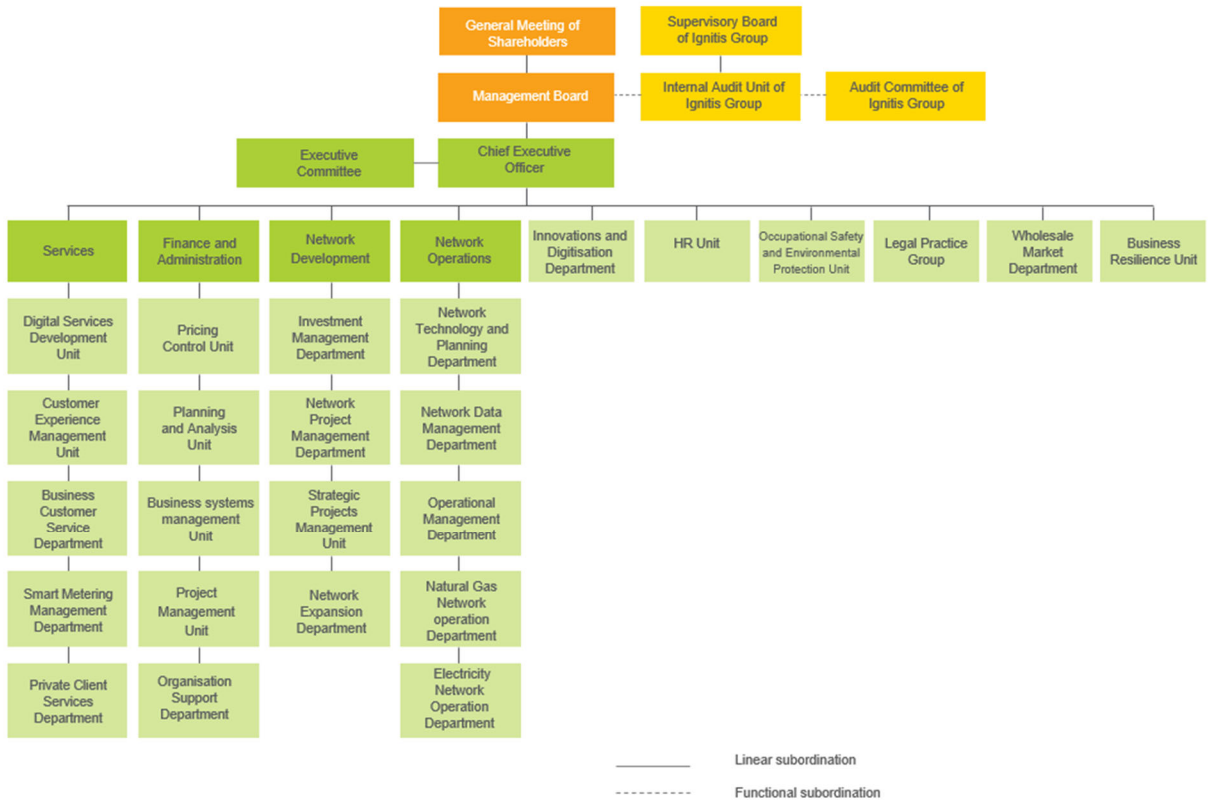 General Meeting of
Shareholders
Supervisory Board
of Ignitis Group
Management Board
Internal Audit Unit of
Ignitis Group
Audit Committee of
Ignitis Group
Executive
Committee
Chief Executive
Officer
Services
Finance and
Administration
Network
Development
Network
Operations
Innovations and
Digitisation
Department
HR Unit
Occupational Safety
and Environmental
Protection Unit
Legal Practice
Group
Wholesale
Market
Department
Business
Resilience Unit
Digital Services
Development
Unit
Pricing
Control Unit
Investment
Management
Department
Network
Technology and
Planning
Department
Customer
Experience
Management
Unit
Planning
and Analysis
Unit
Network
Project
Management
Department
Network Data
Management
Department
Business
Customer
Service
Department
Business systems
management
Unit
Strategic
Projects
Management
Unit
Operational
Management
Department
Smart Metering
Management
Department
Project
Management
Unit
Network
Expansion
Department
Natural Gas
Network
operation
Department
Private Client
Services
Department
Organisation
Support
Department
Electricity
Network
Operation
Department
Linear subordination
Functional subordination